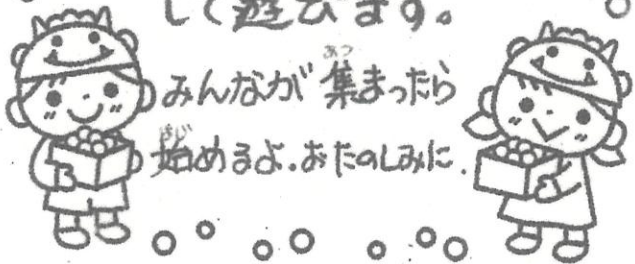 して遊びます。
みんなが集まったら
始めるよ。おたのしみに.